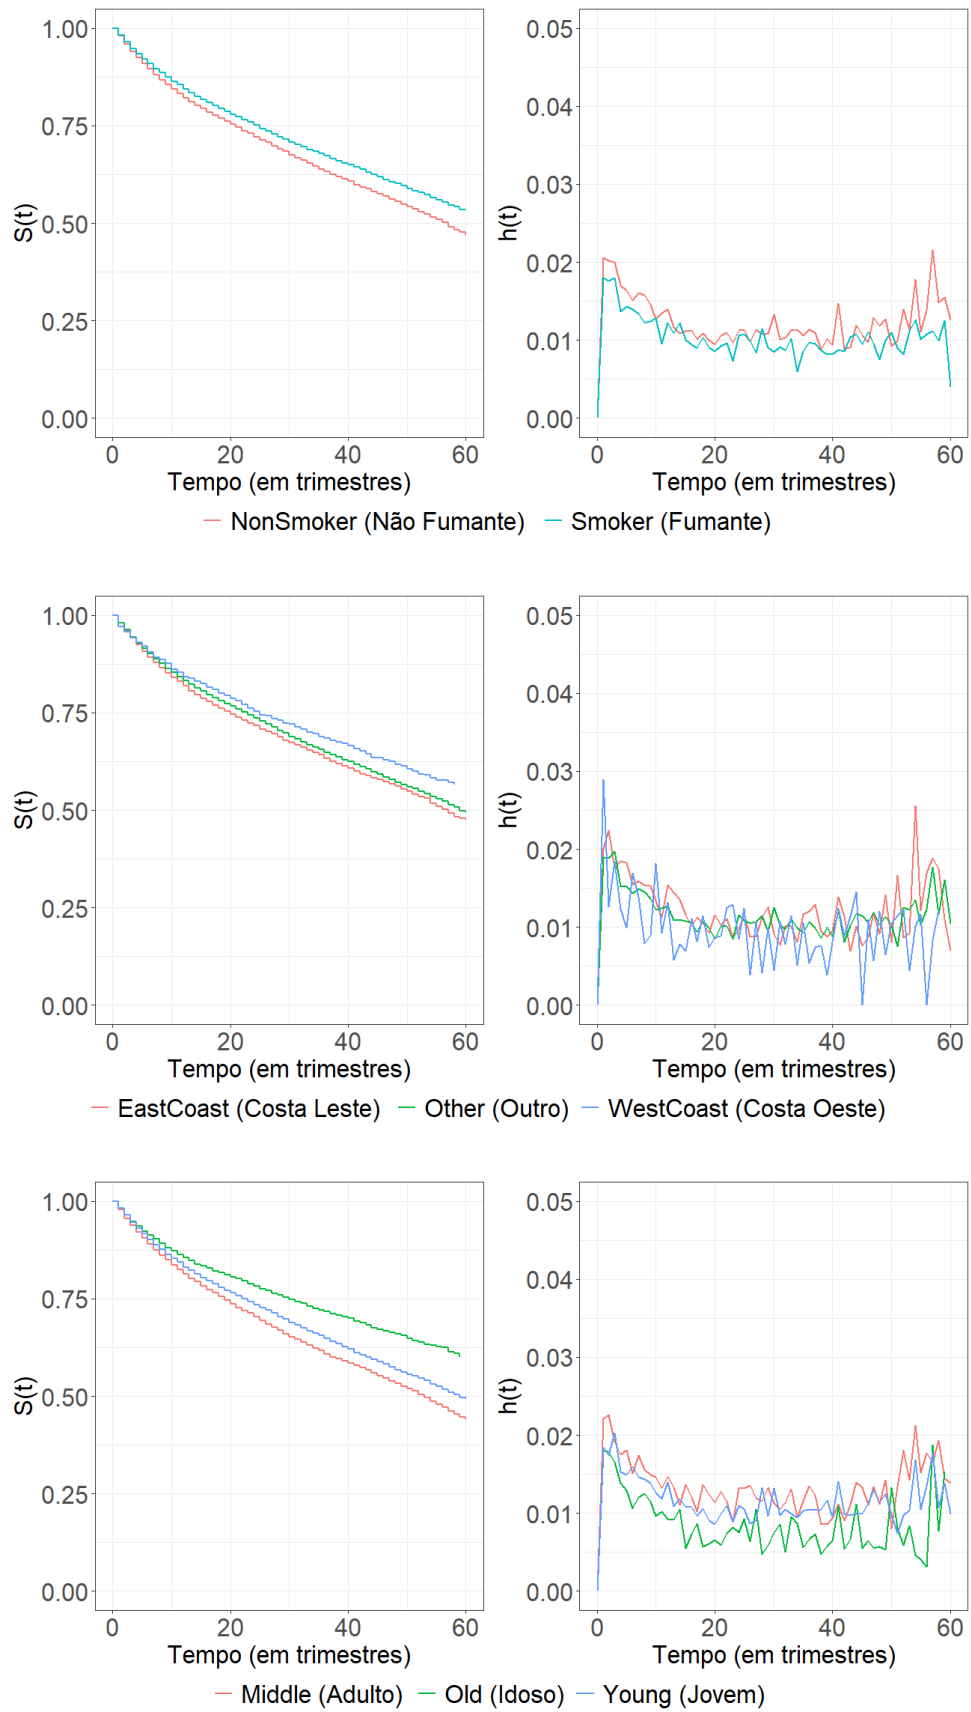 1.00
0.75
0.50
0.25
0.00
S(t)
0 20 40 60
Tempo (em trimestres)
0.05
0.04
0.03
0.02
0.01
0.00
h(t)
0 20 40 60
Tempo (em trimestres)
NonSmoker (Não Fumante) Smoker (Fumante)
1.00
0.75
0.50
0.25
0.00
S(t)
0 20 40 60
Tempo (em trimestres)
0.05
0.04
0.03
0.02
0.01
0.00
h(t)
0 20 40 60
Tempo (em trimestres)
EastCoast (Costa Leste) Other (Outro) WestCoast (Costa Oeste)
1.00
0.75
0.50
0.25
0.00
S(t)
0 20 40 60
Tempo (em trimestres)
0.05
0.04
0.03
0.02
0.01
0.00
h(t)
0 20 40 60
Tempo (em trimestres)
Middle (Adulto) Old (Idoso) Young (Jovem)